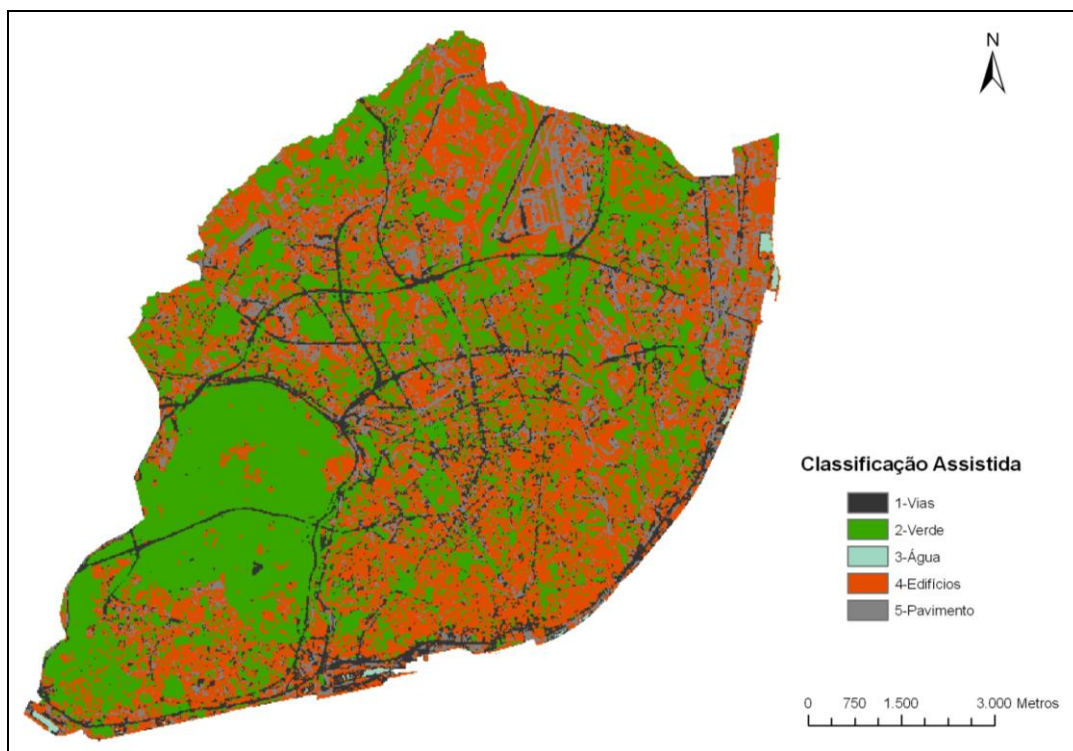 N
Classificação Assistida
1-Vias
2-Verde
3-Água
4-Edifícios
5-Pavimento
0 750 1.500 3.000 Metros